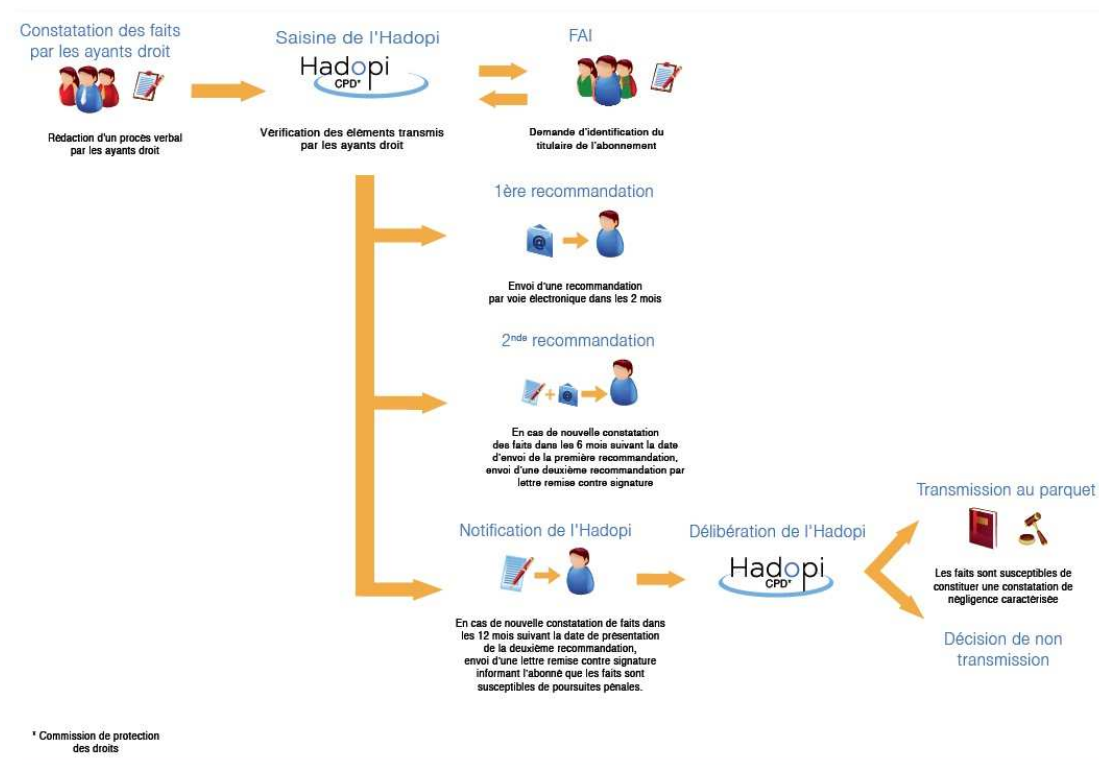 Constatation des faits
par les ayants droit
Rédaction d'un procès verbal
par les ayants droit
Saisine de l'Hadopi
Hadopi
CPD*
Vérification des éléments transmis
par les ayants droit
FAI
Demande d'identification du
titulaire de l'abonnement
1ère recommandation
@
Envoi d'une recommandation
par voie électronique dans les 2 mois
2nde recommandation
+ @
En cas de nouvelle constatation
des faits dans les 6 mois suivant la date
d'envoi de la première recommandation,
envoi d'une deuxième recommandation par
lettre remise contre signature
Notification de l'Hadopi
En cas de nouvelle constatation de faits dans
les 12 mois suivant la date de présentation
de la deuxième recommandation,
envoi d'une lettre remise contre signature
informant l'abonné que les faits sont
susceptibles de poursuites pénales.
Délibération de l'Hadopi
Hadopi
CPD*
Transmission au parquet
Les faits sont susceptibles de
constituer une constatation de
négligence caractérisée
Décision de non
transmission
* Commission de protection
des droits